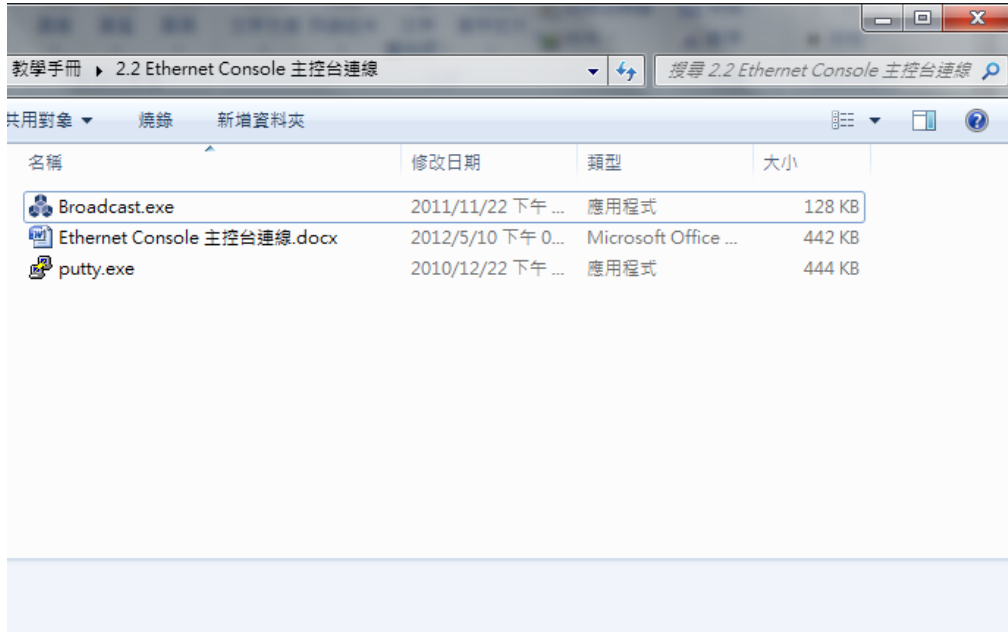 教學手冊 ▸ 2.2 Ethernet Console 主控台連線 搜尋 2.2 Ethernet Console 主控台連線
共用對象 燒錄 新增資料夾
名稱 修改日期 類型 大小
Broadcast.exe 2011/11/22 下午 ... 應用程式 128 KB
Ethernet Console 主控台連線.docx 2012/5/10 下午 0... Microsoft Office ... 442 KB
putty.exe 2010/12/22 下午 ... 應用程式 444 KB